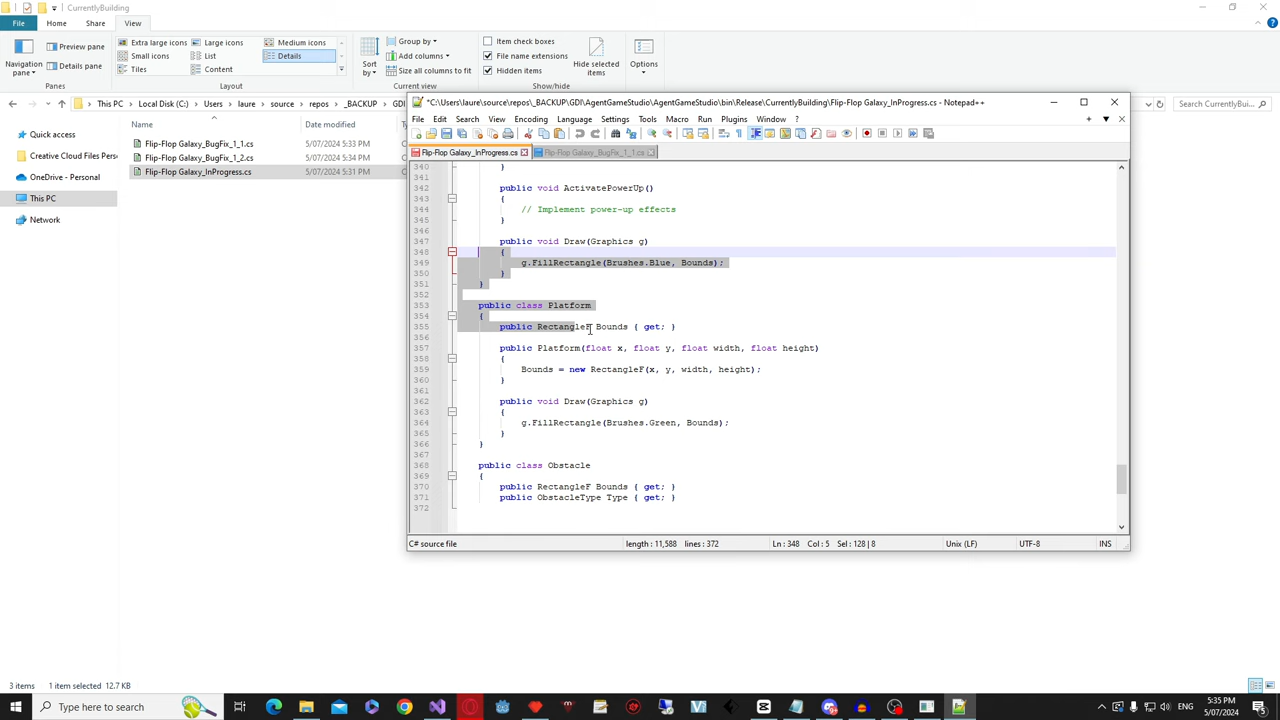 CurrentlyBuilding
File Home Share View
Navigation pane
Preview pane
Details pane
Panes
Extra large icons Large icons Medium icons
Small icons List Details
Tiles Content
Layout
Sort by
Group by
Add columns
Size all columns to fit
Current view
Item check boxes
File name extensions
Hidden items
Hide selected items
Show/hide
Options
This PC > Local Disk (C:) > Users > laure > source > repos > _BACKUP > GDI
Search CurrentlyBui...
Name Date modified
Quick access
Creative Cloud Files Pers
OneDrive - Personal
This PC
Network
Flip-Flop Galaxy_BugFix_1_1.cs 5/07/2024 5:33 PM
Flip-Flop Galaxy_BugFix_1_2.cs 5/07/2024 5:34 PM
Flip-Flop Galaxy_InProgress.cs 5/07/2024 5:31 PM
*C:\Users\laure\source\repos\_BACKUP\GDI\AgentGameStudio\AgentGameStudio\bin\Release\CurrentlyBuilding\Flip-Flop Galaxy_InProgress.cs - Notepad++
File Edit Search View Encoding Language Settings Tools Macro Run Plugins Window ?
Flip-Flop Galaxy_InProgress.cs Flip-Flop Galaxy_BugFix_1_1.cs
340 }
341
342 public void ActivatePowerUp()
343 {
344 // Implement power-up effects
345 }
346
347 public void Draw(Graphics g)
348 {
349 g.FillRectangle(Brushes.Blue, Bounds);
350 }
351 }
352
353 public class Platform
354 {
355 public RectangleF Bounds { get; }
356
357 public Platform(float x, float y, float width, float height)
358 {
359 Bounds = new RectangleF(x, y, width, height);
360 }
361
362 public void Draw(Graphics g)
363 {
364 g.FillRectangle(Brushes.Green, Bounds);
365 }
366 }
367
368 public class Obstacle
369 {
370 public RectangleF Bounds { get; }
371 public ObstacleType Type { get; }
372
C# source file length : 11,588 lines : 372 Ln : 348 Col : 5 Sel : 128 | 8 Unix (LF) UTF-8 INS
3 items 1 item selected 12.7 KB
Type here to search
ENG
5:35 PM
5/07/2024